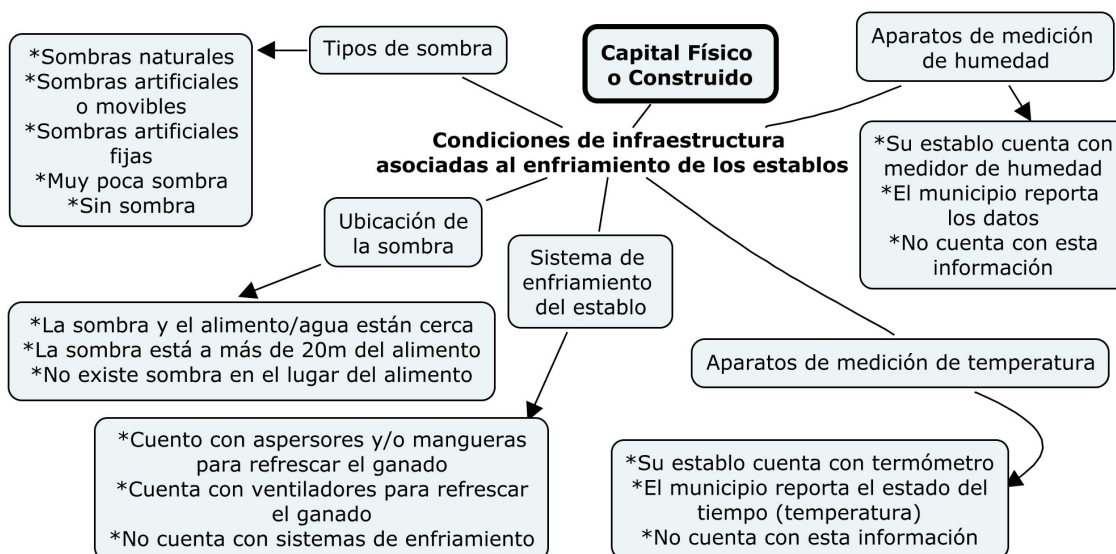 Capital Físico
o Construido
Condiciones de infraestructura
asociadas al enfriamiento de los establos
Tipos de sombra
*Sombras naturales
*Sombras artificiales
o movibles
*Sombras artificiales
fijas
*Muy poca sombra
*Sin sombra
Ubicación de
la sombra
*La sombra y el alimento/agua están cerca
*La sombra está a más de 20m del alimento
*No existe sombra en el lugar del alimento
Sistema de
enfriamiento
del establo
*Cuento con aspersores y/o mangueras
para refrescar el ganado
*Cuenta con ventiladores para refrescar
el ganado
*No cuenta con sistemas de enfriamiento
Aparatos de medición de temperatura
*Su establo cuenta con termómetro
*El municipio reporta el estado del
tiempo (temperatura)
*No cuenta con esta información
Aparatos de medición
de humedad
*Su establo cuenta con
medidor de humedad
*El municipio reporta
los datos
*No cuenta con esta
información